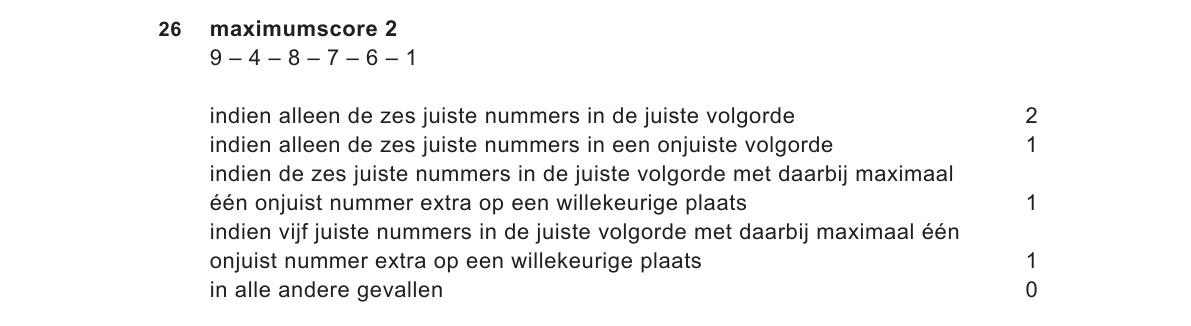 26 maximumscore 2
9 – 4 – 8 – 7 – 6 – 1
indien alleen de zes juiste nummers in de juiste volgorde 2
indien alleen de zes juiste nummers in een onjuiste volgorde 1
indien de zes juiste nummers in de juiste volgorde met daarbij maximaal
één onjuist nummer extra op een willekeurige plaats 1
indien vijf juiste nummers in de juiste volgorde met daarbij maximaal één
onjuist nummer extra op een willekeurige plaats 1
in alle andere gevallen 0